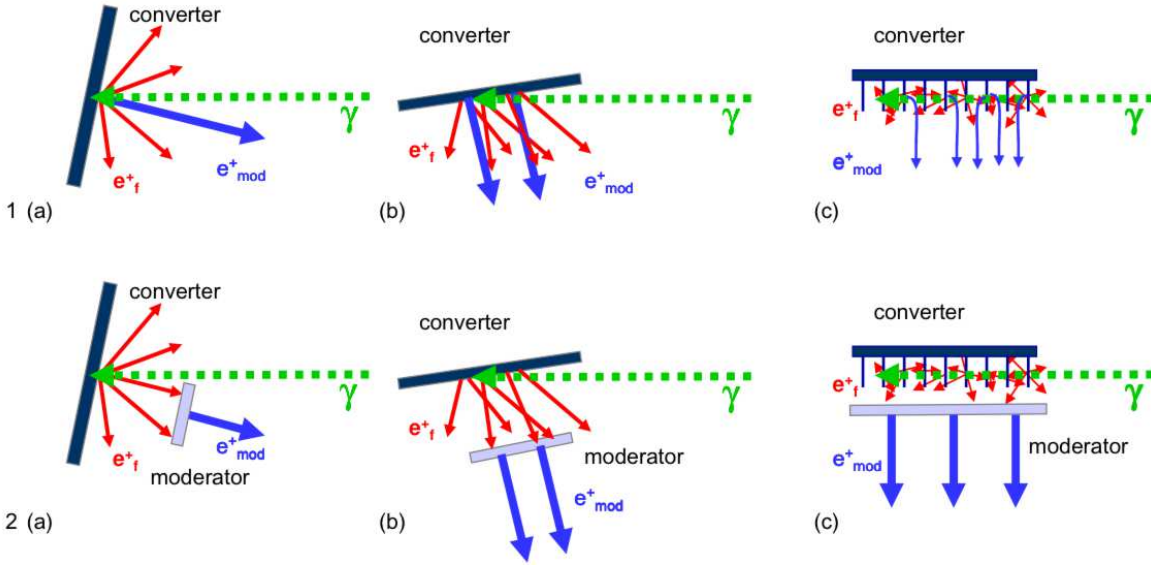 converter
γ
e⁺f
e⁺mod
1 (a)
converter
γ
e⁺f
e⁺mod
(b)
converter
γ
e⁺f
e⁺mod
(c)
converter
γ
e⁺f
e⁺mod
moderator
2 (a)
converter
γ
e⁺f
moderator
e⁺mod
(b)
converter
γ
e⁺f
e⁺mod
moderator
(c)